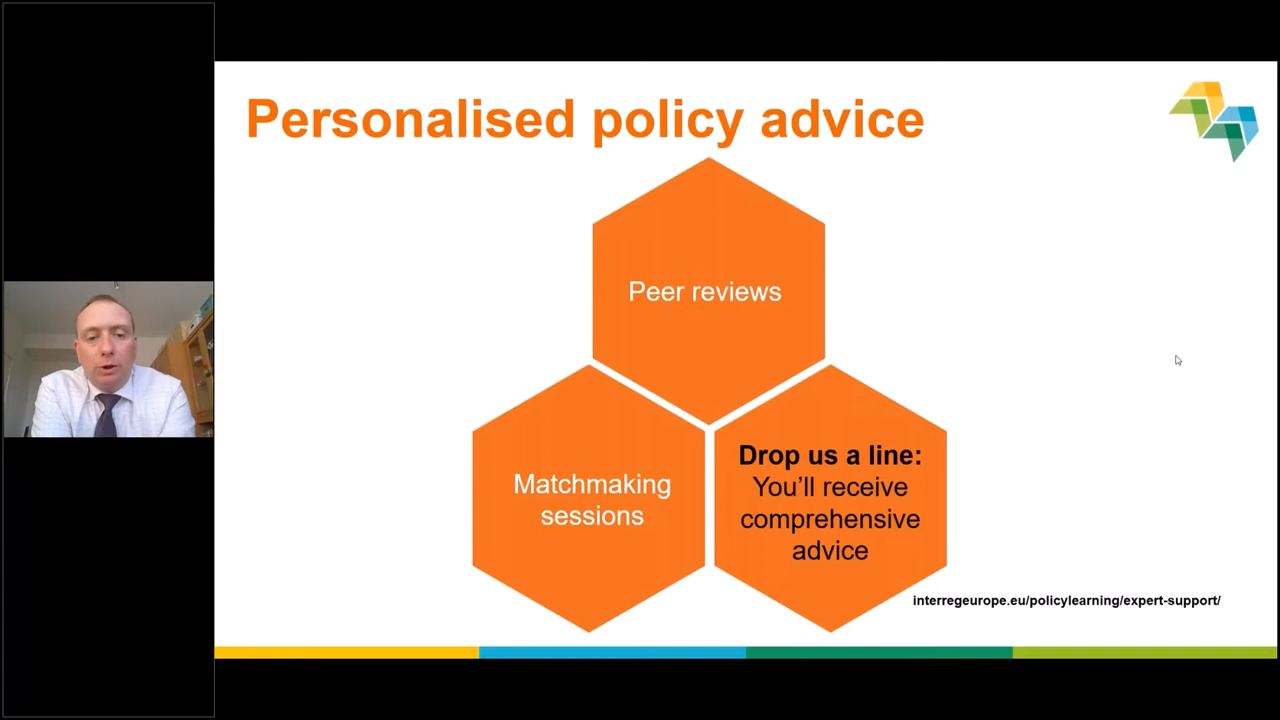 Personalised policy advice
Peer reviews
Matchmaking
sessions
Drop us a line:
You’ll receive
comprehensive
advice
interregeurope.eu/policylearning/expert-support/